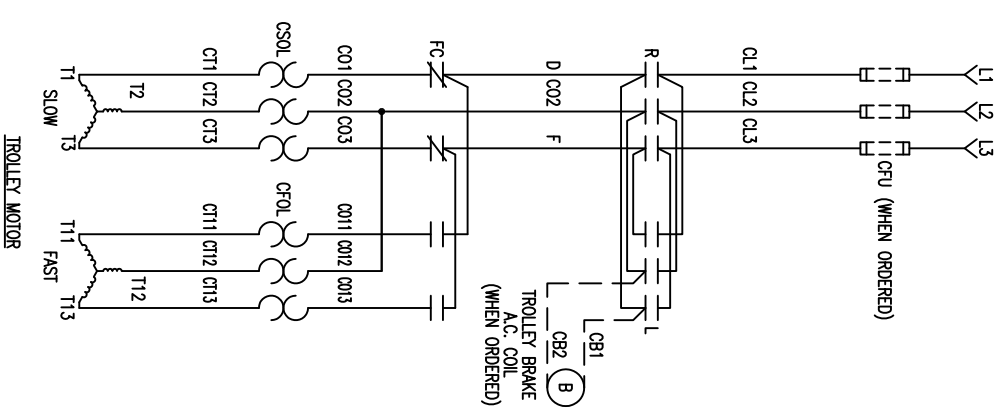 L1
L2
L3
CFU (WHEN ORDERED)
CL1
CL2
CL3
R
L
CB1
CB2
B
TROLLEY BRAKE
A.C. COIL
(WHEN ORDERED)
D
CO2
F
FC
CO1
CO2
CO3
CO11
CO12
CO13
CSOL
CFOL
CT1
CT2
CT3
CT11
CT12
CT13
T1
T2
T3
SLOW
T11
T12
T13
FAST
TROLLEY MOTOR